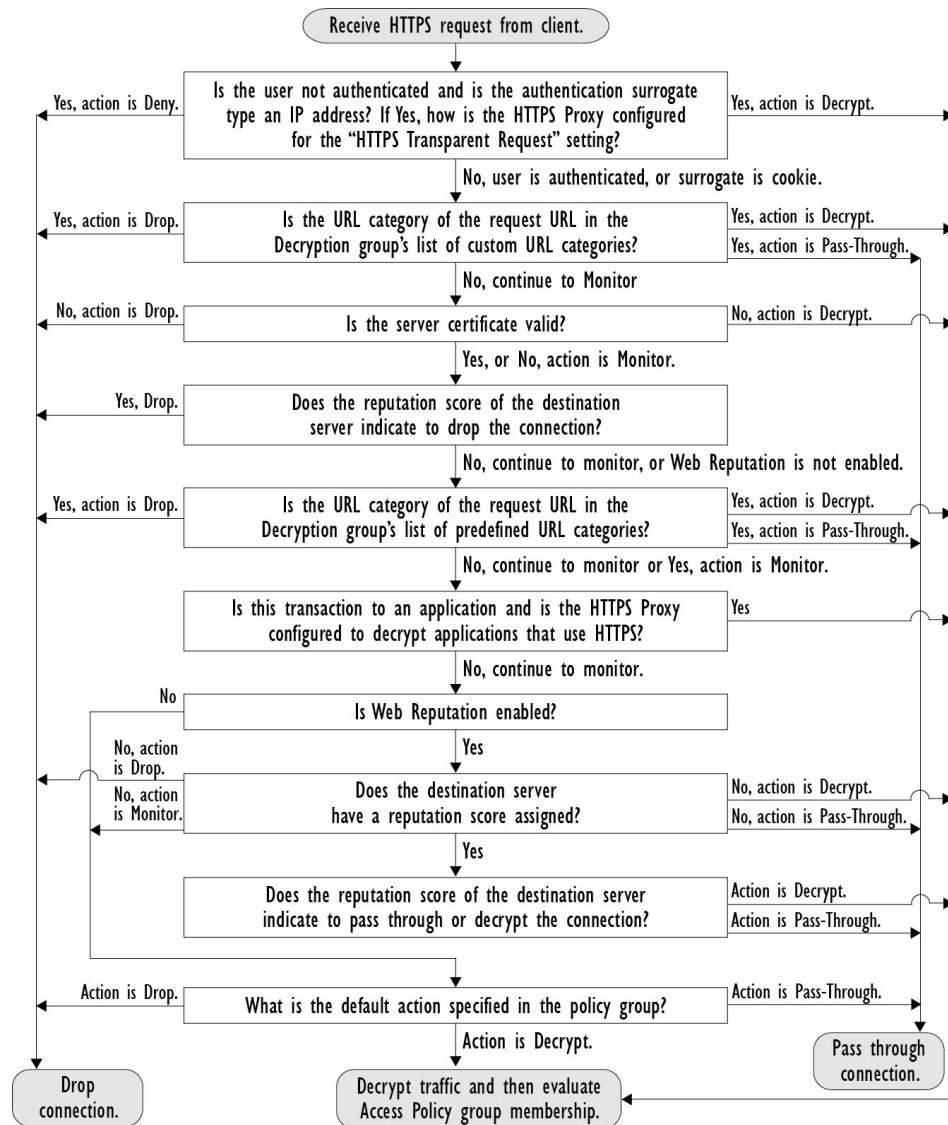 Receive HTTPS request from client.
Is the user not authenticated and is the authentication surrogate
type an IP address? If Yes, how is the HTTPS Proxy configured
for the “HTTPS Transparent Request” setting?
Yes, action is Deny.
Yes, action is Decrypt.
No, user is authenticated, or surrogate is cookie.
Is the URL category of the request URL in the
Decryption group’s list of custom URL categories?
Yes, action is Drop.
Yes, action is Decrypt.
Yes, action is Pass-Through.
No, continue to Monitor
Is the server certificate valid?
No, action is Drop.
No, action is Decrypt.
Yes, or No, action is Monitor.
Does the reputation score of the destination
server indicate to drop the connection?
Yes, Drop.
No, continue to monitor, or Web Reputation is not enabled.
Is the URL category of the request URL in the
Decryption group’s list of predefined URL categories?
Yes, action is Drop.
Yes, action is Decrypt.
Yes, action is Pass-Through.
No, continue to monitor or Yes, action is Monitor.
Is this transaction to an application and is the HTTPS Proxy
configured to decrypt applications that use HTTPS?
Yes
No, continue to monitor.
Is Web Reputation enabled?
No
Yes
Does the destination server
have a reputation score assigned?
No, action
is Drop.
No, action
is Monitor.
No, action is Decrypt.
No, action is Pass-Through.
Yes
Does the reputation score of the destination server
indicate to pass through or decrypt the connection?
Action is Decrypt.
Action is Pass-Through.
What is the default action specified in the policy group?
Action is Drop.
Action is Pass-Through.
Action is Decrypt.
Drop
connection.
Decrypt traffic and then evaluate
Access Policy group membership.
Pass through
connection.